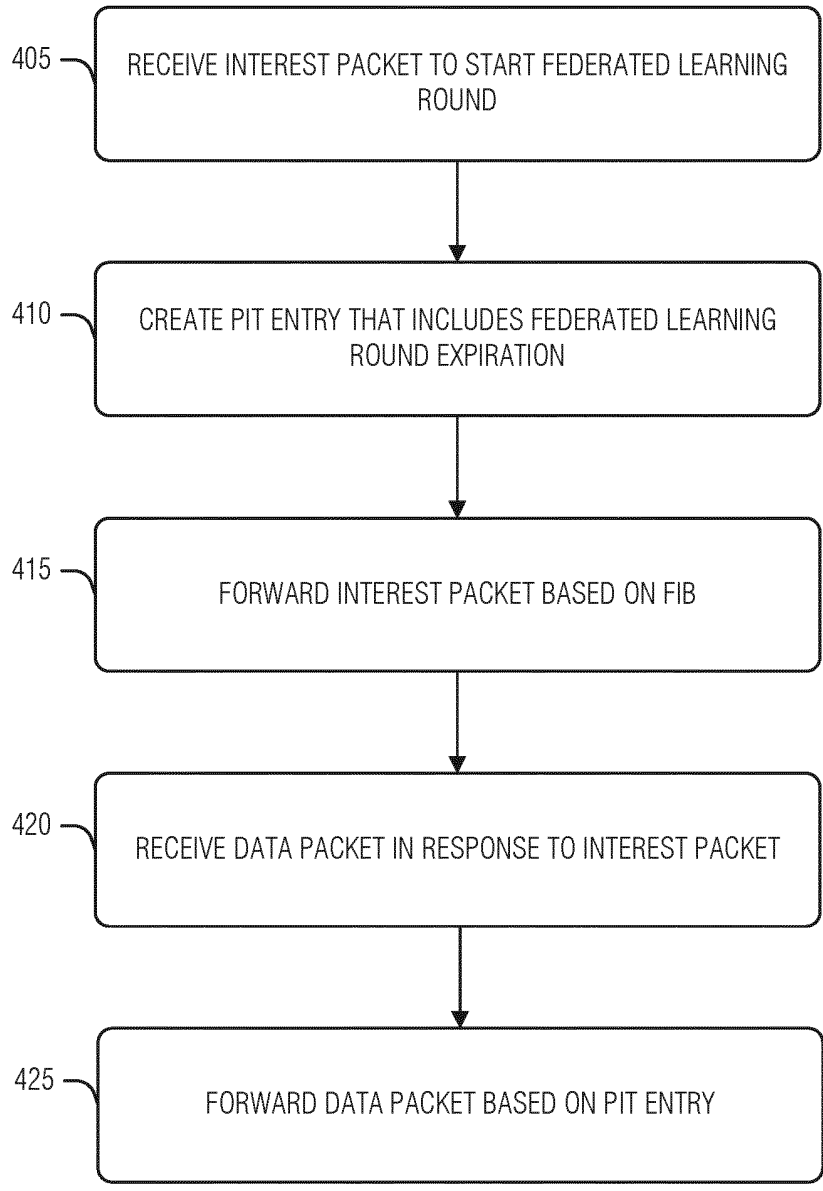 405
RECEIVE INTEREST PACKET TO START FEDERATED LEARNING
ROUND
410
CREATE PIT ENTRY THAT INCLUDES FEDERATED LEARNING
ROUND EXPIRATION
415
FORWARD INTEREST PACKET BASED ON FIB
420
RECEIVE DATA PACKET IN RESPONSE TO INTEREST PACKET
425
FORWARD DATA PACKET BASED ON PIT ENTRY